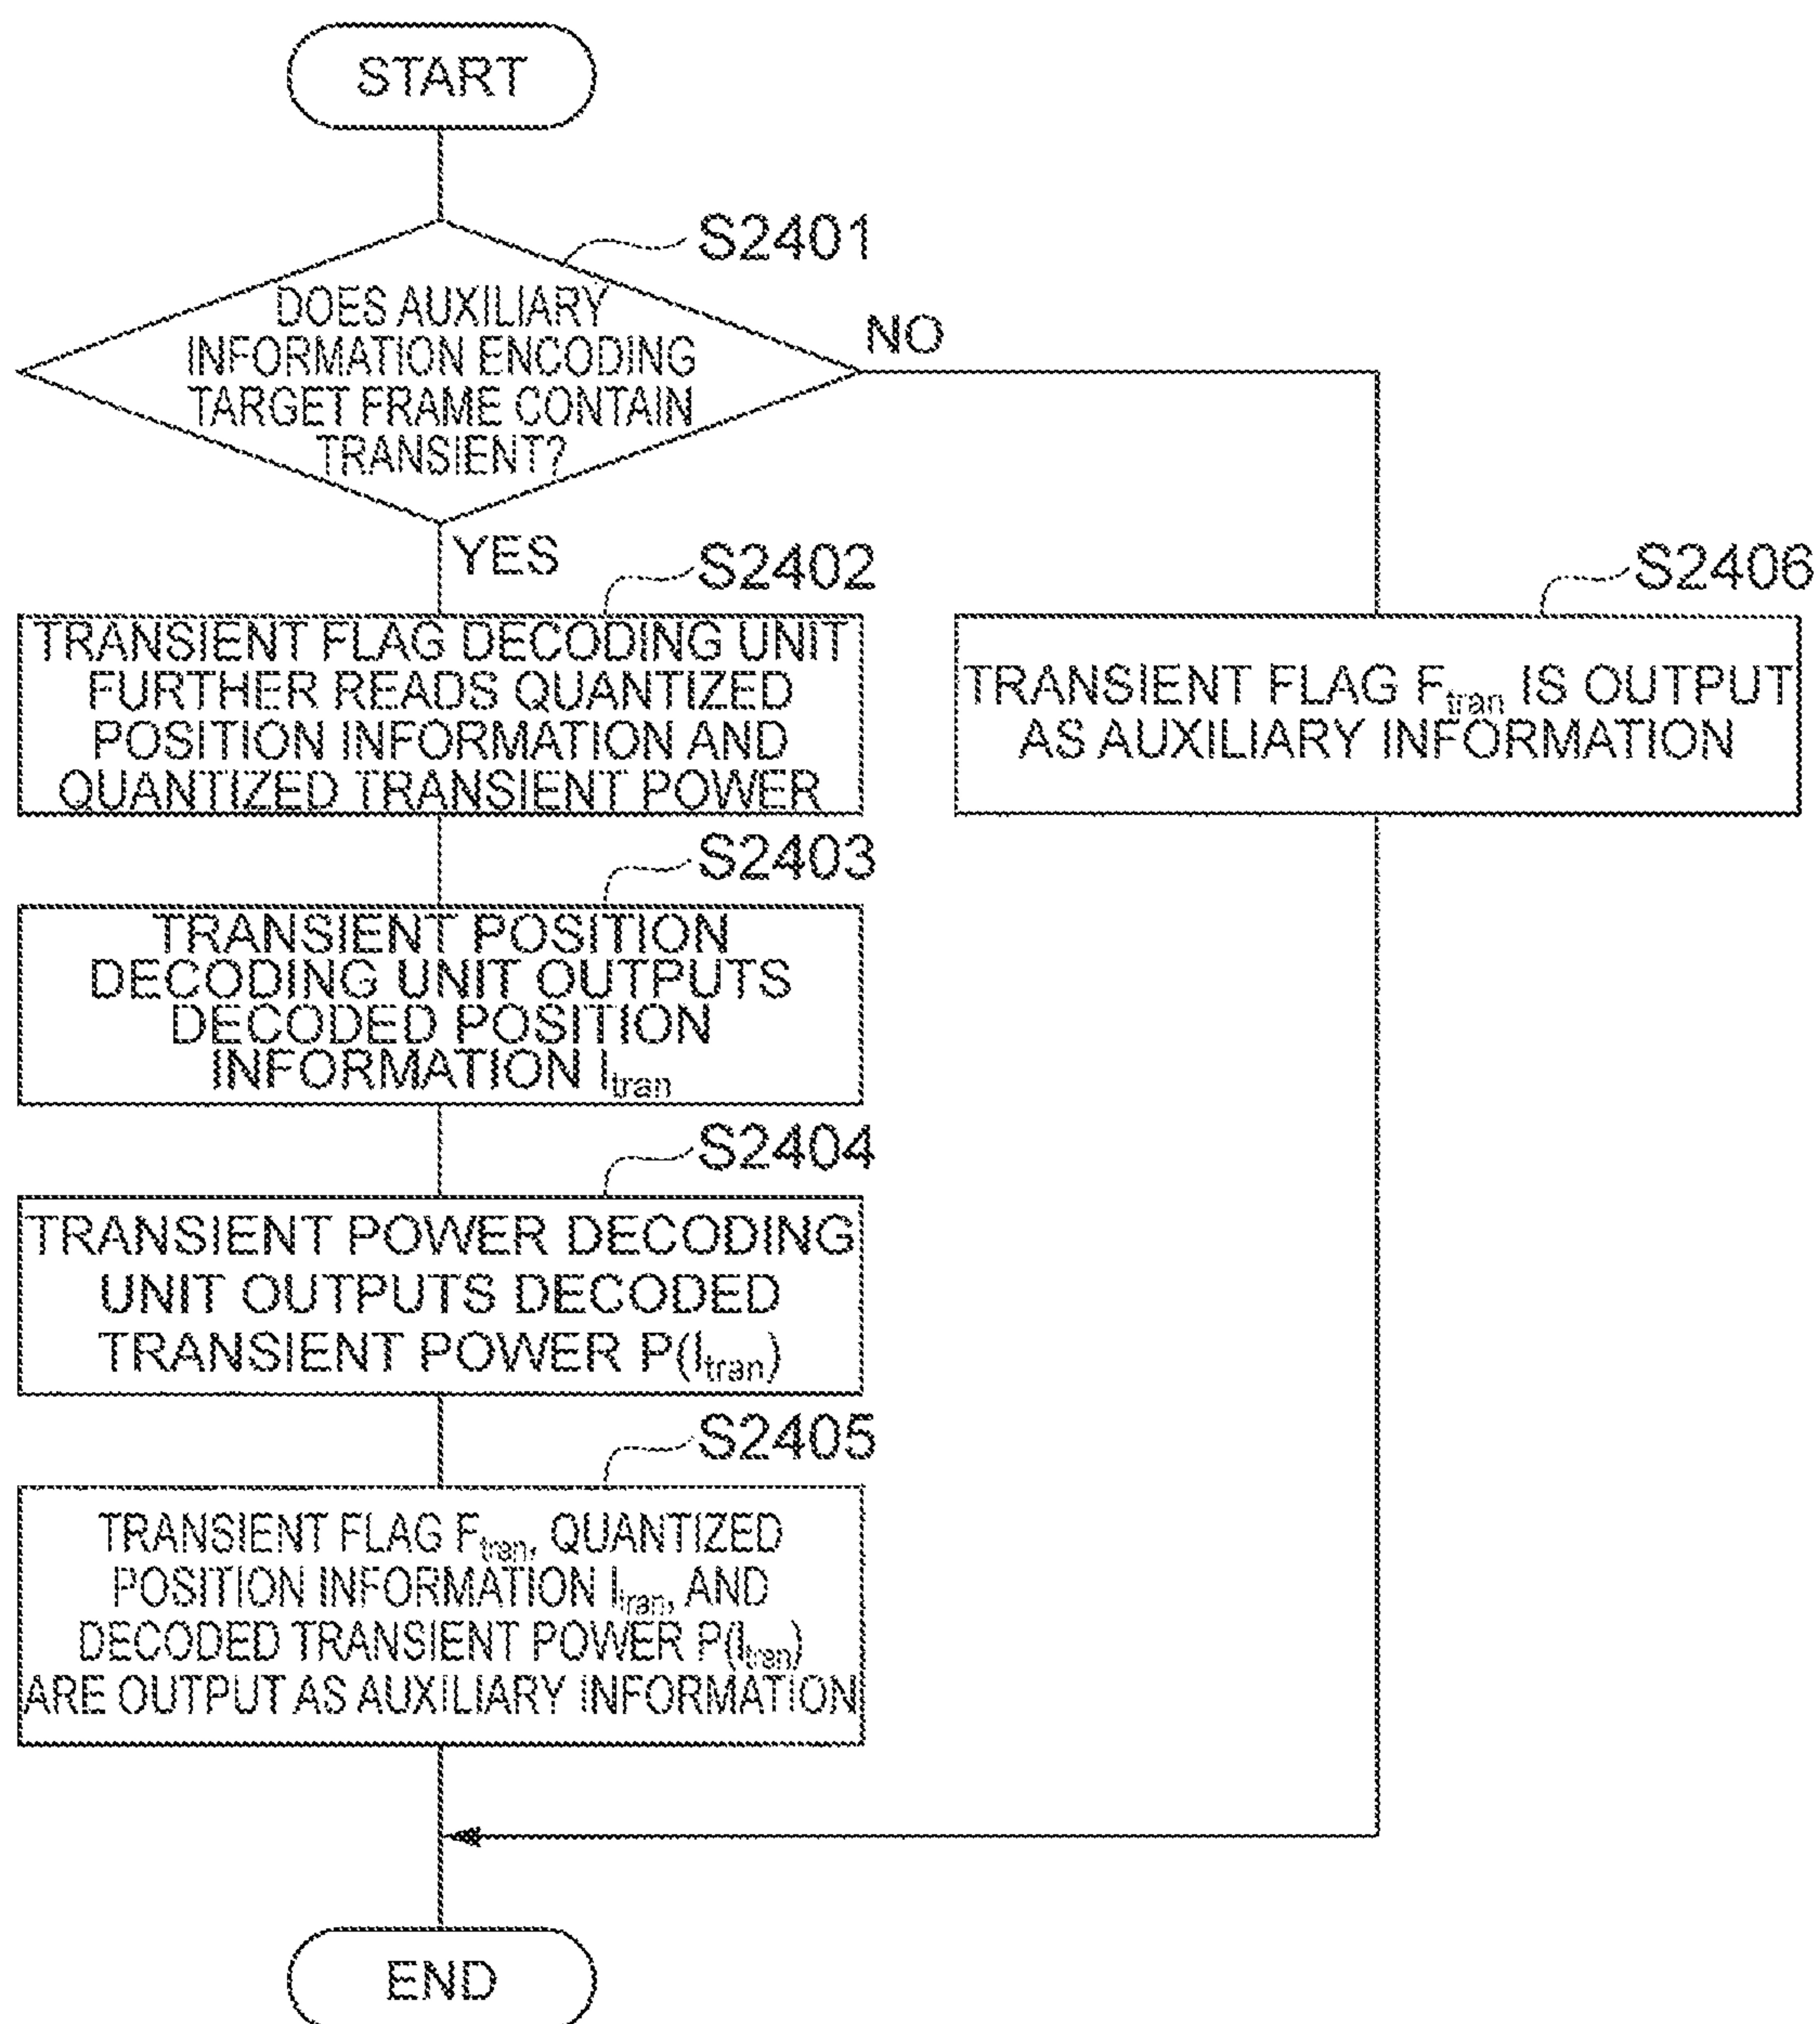 START
S2401
DOES AUXILIARY
INFORMATION ENCODING
TARGET FRAME CONTAIN
TRANSIENT?
NO
YES
S2402
TRANSIENT FLAG DECODING UNIT
FURTHER READS QUANTIZED
POSITION INFORMATION AND
QUANTIZED TRANSIENT POWER
S2406
TRANSIENT FLAG Ftran IS OUTPUT
AS AUXILIARY INFORMATION
S2403
TRANSIENT POSITION
DECODING UNIT OUTPUTS
DECODED POSITION
INFORMATION Itran
S2404
TRANSIENT POWER DECODING
UNIT OUTPUTS DECODED
TRANSIENT POWER P(Itran)
S2405
TRANSIENT FLAG Ftran, QUANTIZED
POSITION INFORMATION Itran, AND
DECODED TRANSIENT POWER P(Itran)
ARE OUTPUT AS AUXILIARY INFORMATION
END